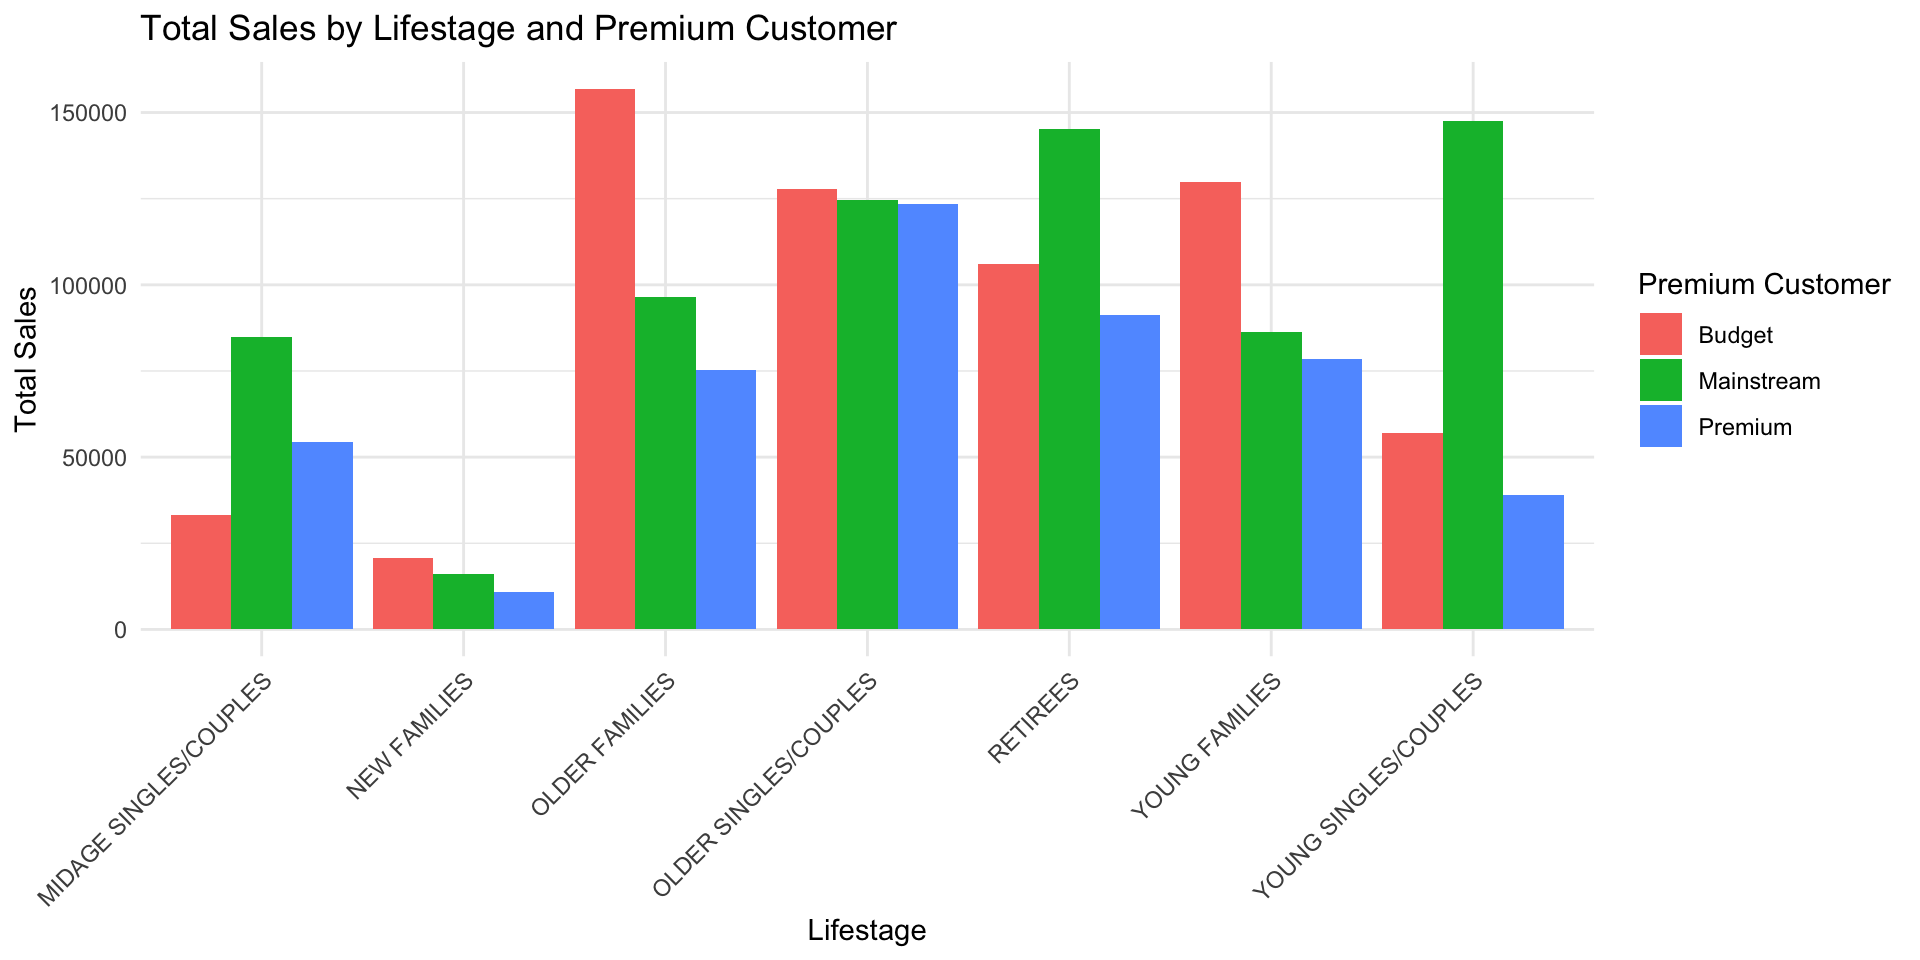 Total Sales by Lifestage and Premium Customer
Total Sales
150000
100000
50000
0
MIDAGE SINGLES/COUPLES
NEW FAMILIES
OLDER FAMILIES
OLDER SINGLES/COUPLES
RETIREES
YOUNG FAMILIES
YOUNG SINGLES/COUPLES
Lifestage
Premium Customer
Budget
Mainstream
Premium